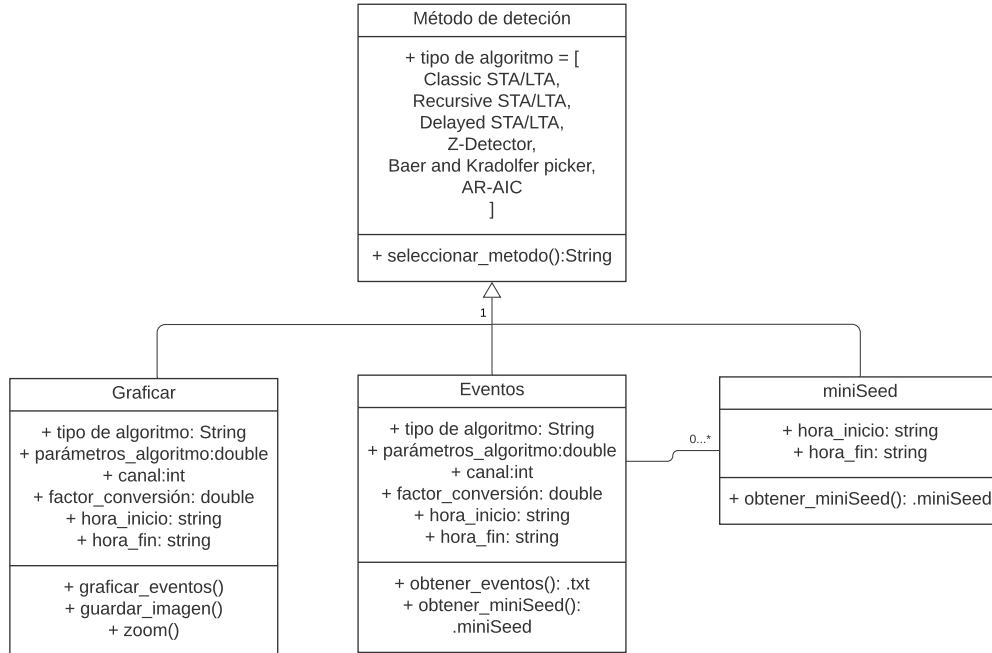 Método de deteción
+ tipo de algoritmo = [
Classic STA/LTA,
Recursive STA/LTA,
Delayed STA/LTA,
Z-Detector,
Baer and Kradolfer picker,
AR-AIC
]
+ seleccionar_metodo():String
1
Graficar
+ tipo de algoritmo: String
+ parámetros_algoritmo:double
+ canal:int
+ factor_conversión: double
+ hora_inicio: string
+ hora_fin: string
+ graficar_eventos()
+ guardar_imagen()
+ zoom()
Eventos
+ tipo de algoritmo: String
+ parámetros_algoritmo:double
+ canal:int
+ factor_conversión: double
+ hora_inicio: string
+ hora_fin: string
+ obtener_eventos(): .txt
+ obtener_miniSeed():
.miniSeed
0...*
miniSeed
+ hora_inicio: string
+ hora_fin: string
+ obtener_miniSeed(): .miniSeed